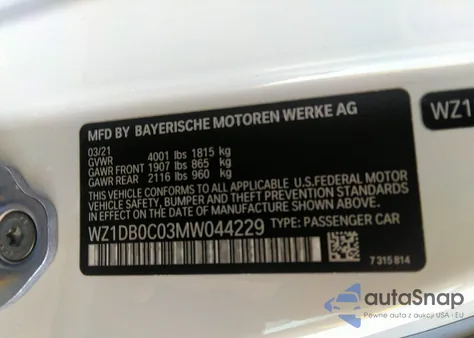 MFD BY BAYERISCHE MOTOREN WERKE AG
03/21
GVWR 4001 lbs 1815 kg
GAWR FRONT 1907 lbs 865 kg
GAWR REAR 2116 lbs 960 kg
THIS VEHICLE CONFORMS TO ALL APPLICABLE U.S.FEDERAL MOTOR
VEHICLE SAFETY, BUMPER AND THEFT PREVENTION STANDARDS IN
EFFECT ON THE DATE OF MANUFACTURE SHOWN ABOVE.
WZ1DB0C03MW044229 TYPE: PASSENGER CAR
7 315 814
WZ1
autoSnap
Pewne auta z aukcji USA - EU